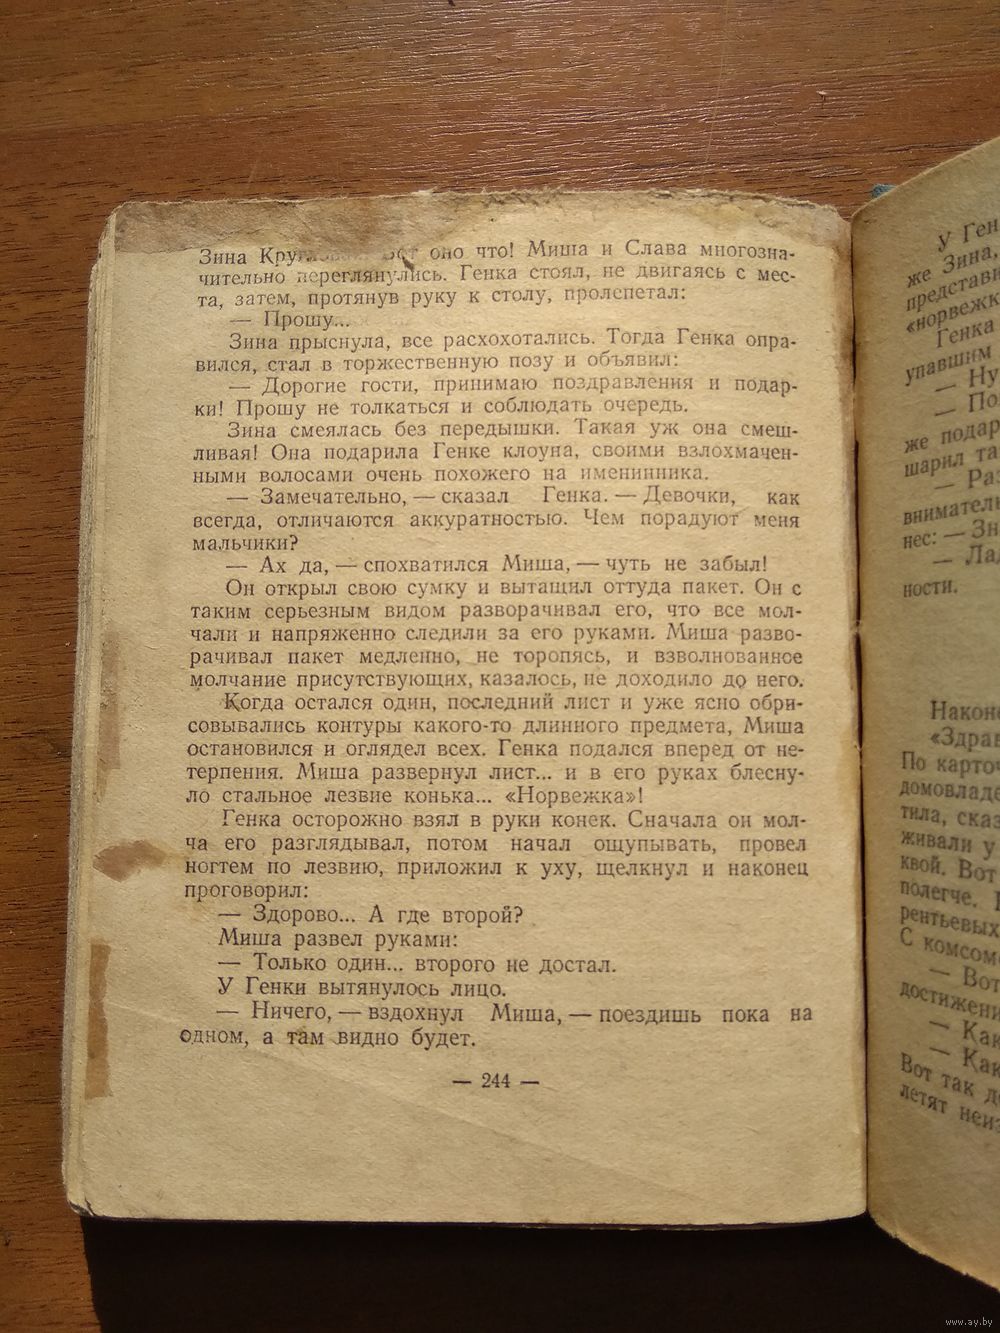 Зина Круглова! Вот оно что! Миша и Слава многозна-
чительно переглянулись. Генка стоял, не двигаясь с мес-
та, затем, протянув руку к столу, пролепетал:
— Прошу...
Зина прыснула, все расхохотались. Тогда Генка опра-
вился, стал в торжественную позу и объявил:
— Дорогие гости, принимаю поздравления и подар-
ки! Прошу не толкаться и соблюдать очередь.
Зина смеялась без передышки. Такая уж она смеш-
ливая! Она подарила Генке клоуна, своими взлохмачен-
ными волосами очень похожего на именинника.
— Замечательно, — сказал Генка. — Девочки, как
всегда, отличаются аккуратностью. Чем порадуют меня
мальчики?
— Ах да, — спохватился Миша, — чуть не забыл!
Он открыл свою сумку и вытащил оттуда пакет. Он с
таким серьезным видом разворачивал его, что все мол-
чали и напряженно следили за его руками. Миша разво-
рачивал пакет медленно, не торопясь, и взволнованное
молчание присутствующих, казалось, не доходило до него.
Когда остался один, последний лист и уже ясно обри-
совывались контуры какого-то длинного предмета, Миша
остановился и оглядел всех. Генка подался вперед от не-
терпения. Миша развернул лист... и в его руках блесну-
ло стальное лезвие конька... «Норвежка»!
Генка осторожно взял в руки конек. Сначала он мол-
ча его разглядывал, потом начал ощупывать, провел
ногтем по лезвию, приложил к уху, щелкнул и наконец
проговорил:
— Здорово... А где второй?
Миша развел руками:
— Только один... второго не достал.
У Генки вытянулось лицо.
— Ничего, — вздохнул Миша, — поездишь пока на
одном, а там видно будет.
— 244 —
У Ген
же Зина,
представи
«норвежк
Генка
упавшим
— Ну
— По
же подар
шарил та
— Раз
вниматель
нес: — Зн
— Лад
ности.
Наконе
«Здрав
По карточ
домовладе
тила, сказ
живали у
квой. Вот
полегче.
рентьевых
С комсом
— Вот
достижени
— Как
— Как
Вот так д
летят неиз
www.ay.by